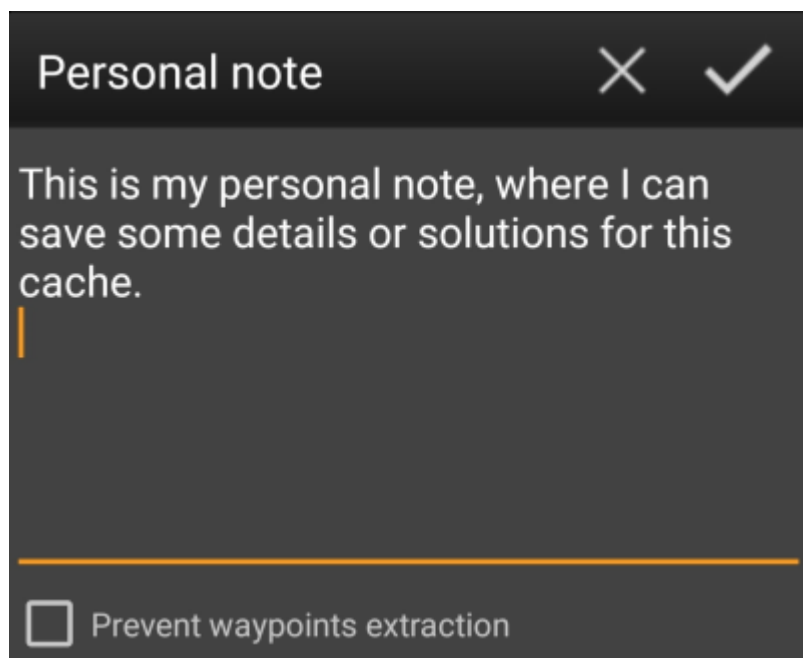 Personal note
This is my personal note, where I can
save some details or solutions for this
cache.
Prevent waypoints extraction